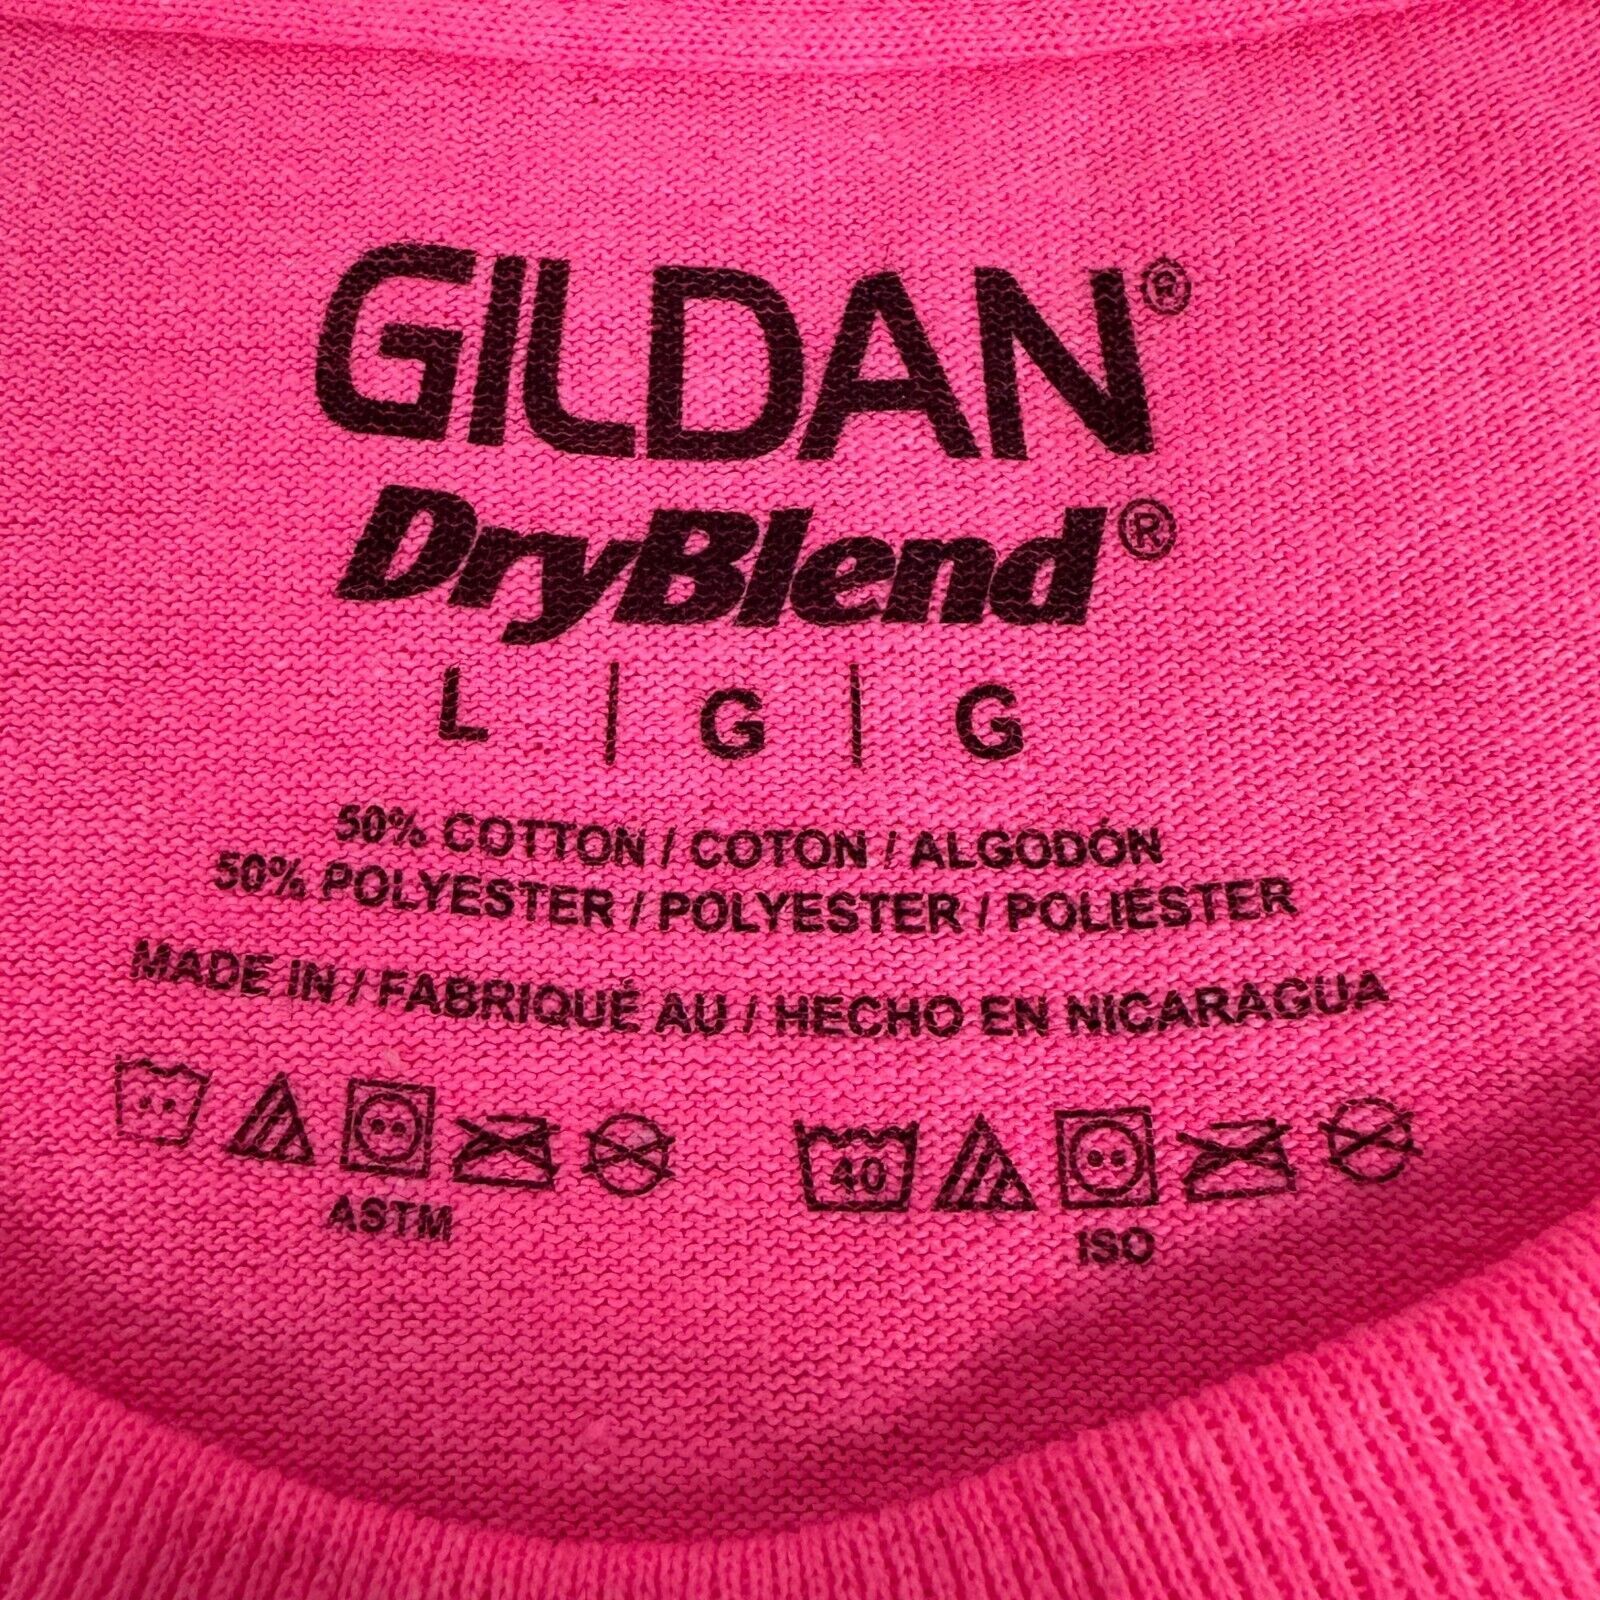 GILDAN®
DryBlend®
L | G | G
50% COTTON / COTON / ALGODÓN
50% POLYESTER / POLYESTER / POLIÉSTER
MADE IN / FABRIQUÉ AU / HECHO EN NICARAGUA
40
ASTM
ISO